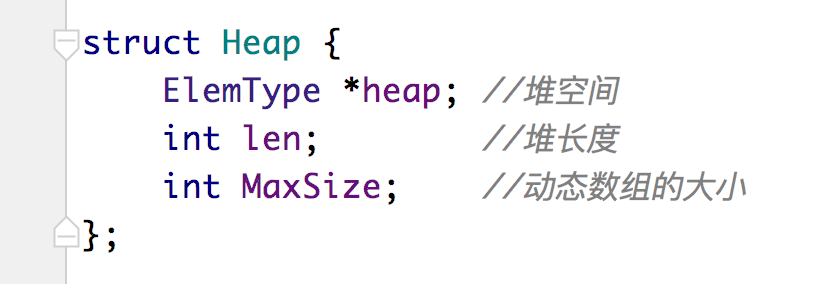 struct Heap {
    ElemType *heap; //堆空间
    int len;        //堆长度
    int MaxSize;    //动态数组的大小
};